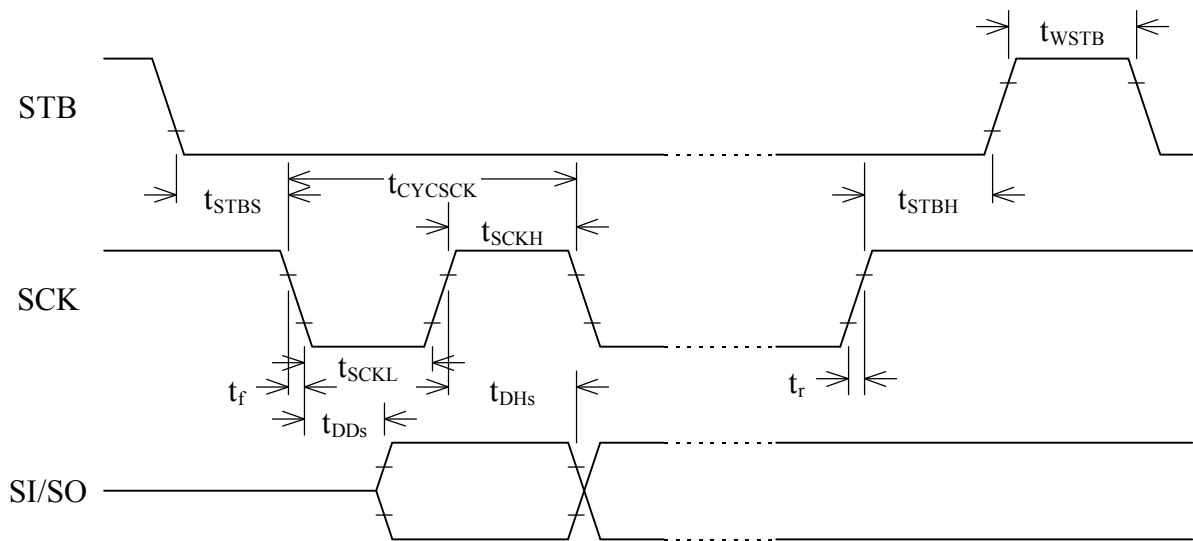 t_WSTB
STB
t_STBS
t_CYCSCK
t_STBH
t_SCKH
SCK
t_SCKL
t_f
t_DHs
t_r
t_DDs
SI/SO